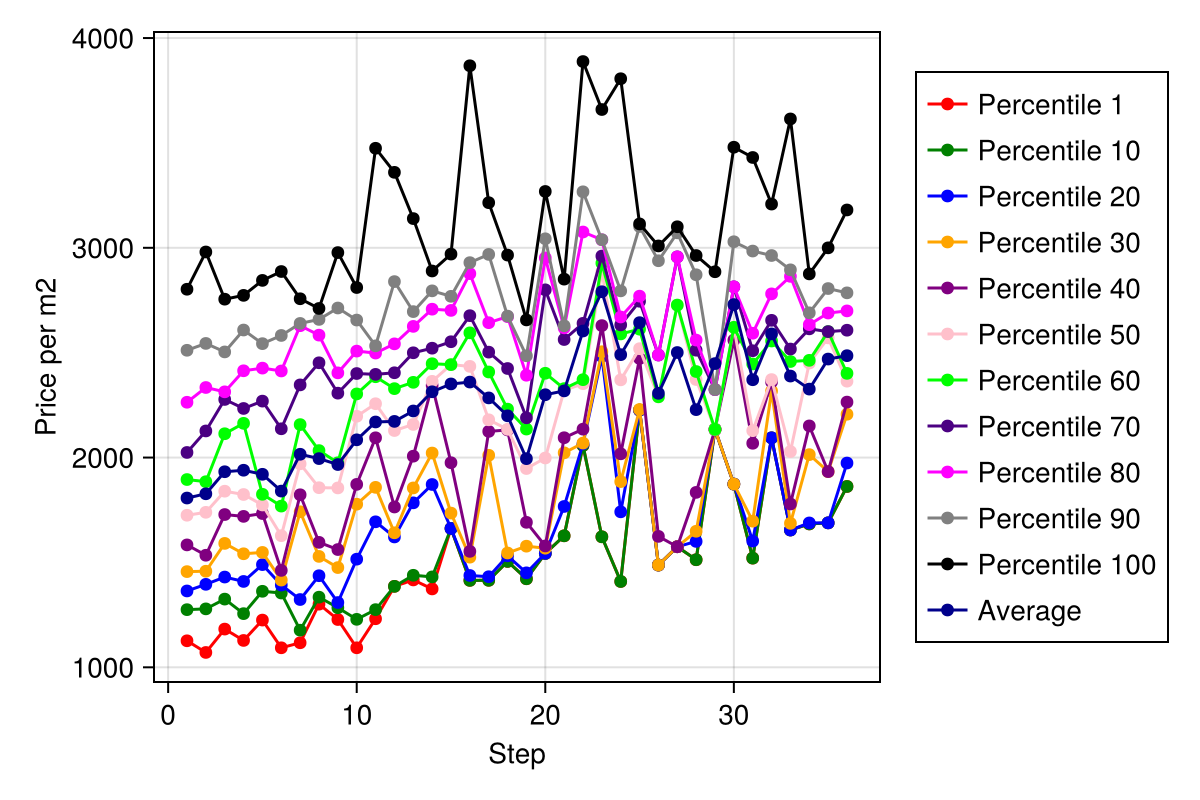 4000
3000
2000
1000
Price per m2
0 10 20 30
Step
Percentile 1
Percentile 10
Percentile 20
Percentile 30
Percentile 40
Percentile 50
Percentile 60
Percentile 70
Percentile 80
Percentile 90
Percentile 100
Average